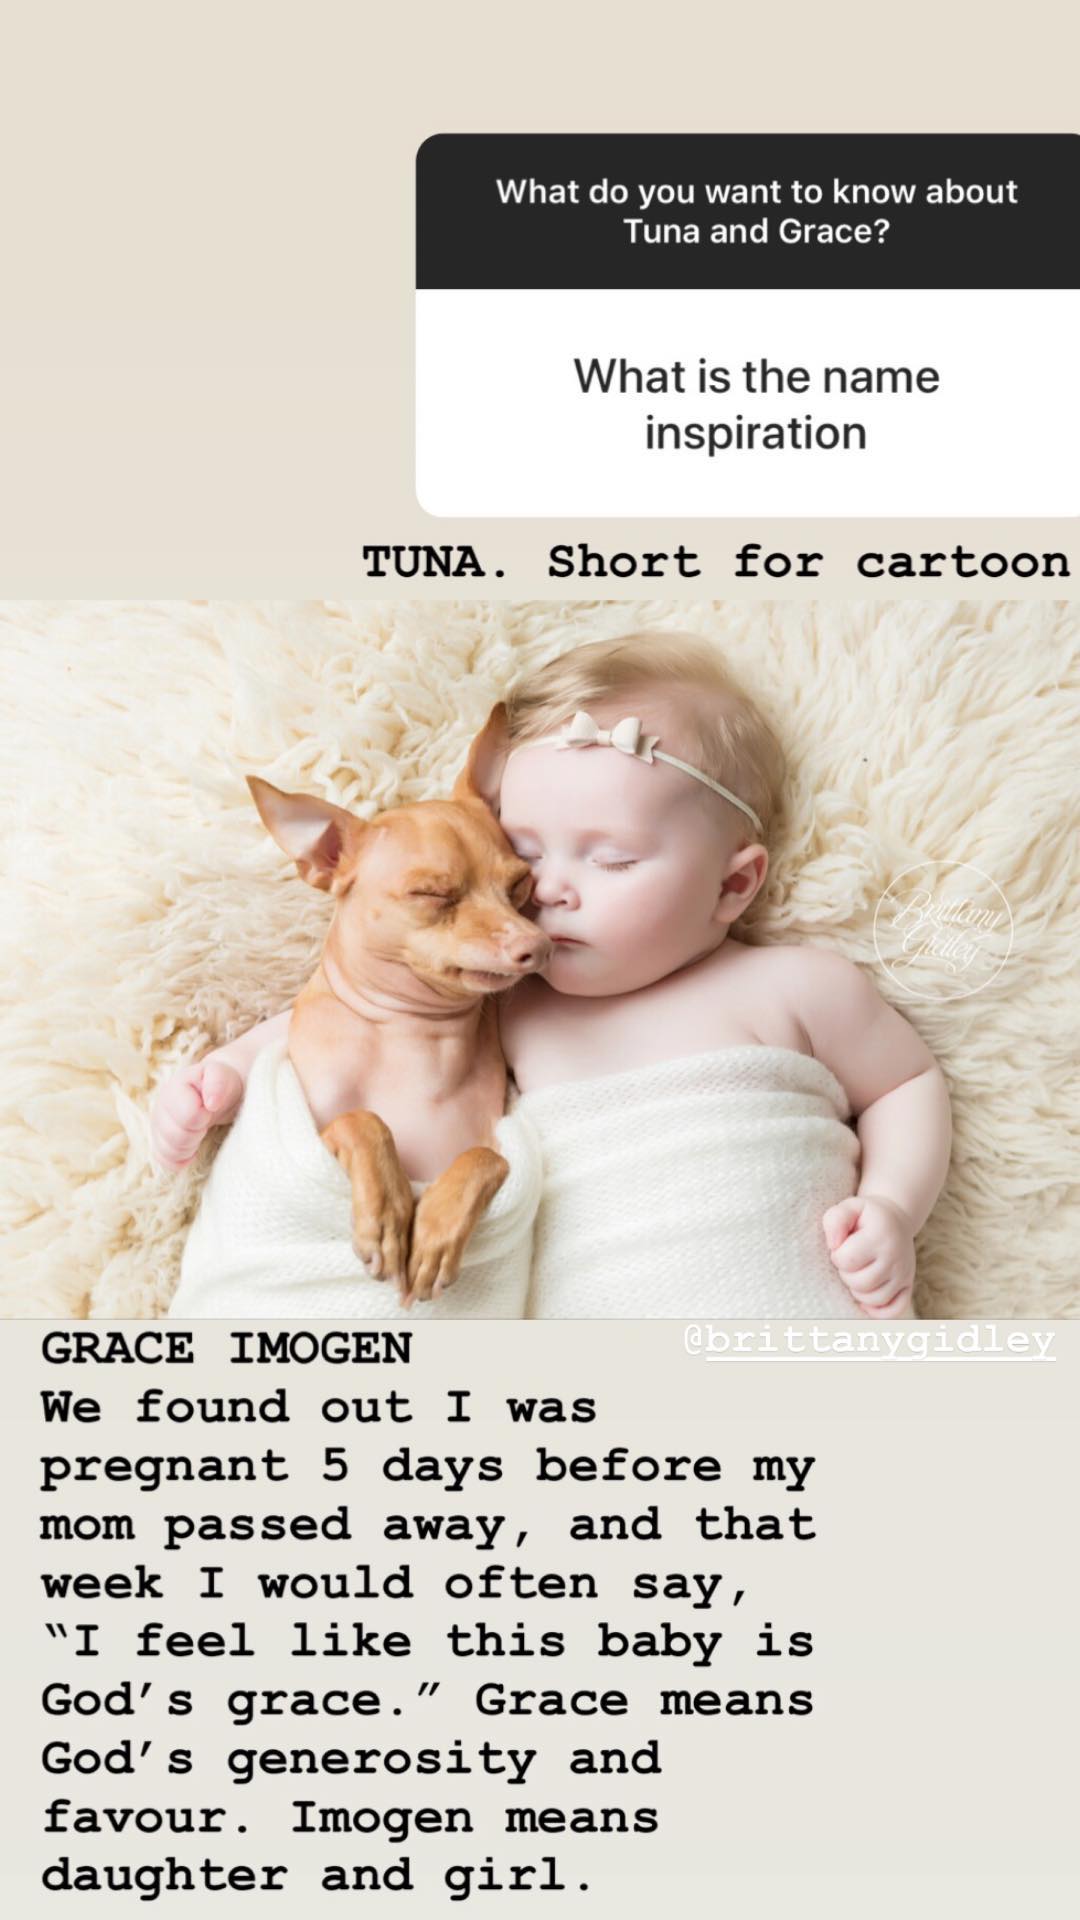 What do you want to know about
Tuna and Grace?
What is the name
inspiration
TUNA. Short for cartoon
Brittany
Gidley
GRACE IMOGEN
@brittanygidley
We found out I was
pregnant 5 days before my
mom passed away, and that
week I would often say,
“I feel like this baby is
God’s grace.” Grace means
God’s generosity and
favour. Imogen means
daughter and girl.